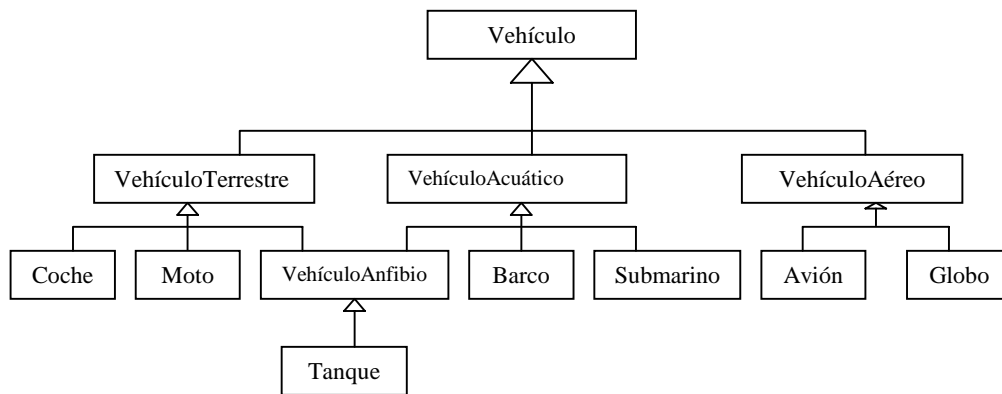 Vehículo
VehículoTerrestre
VehículoAcuático
VehículoAéreo
Coche
Moto
VehículoAnfibio
Barco
Submarino
Avión
Globo
Tanque